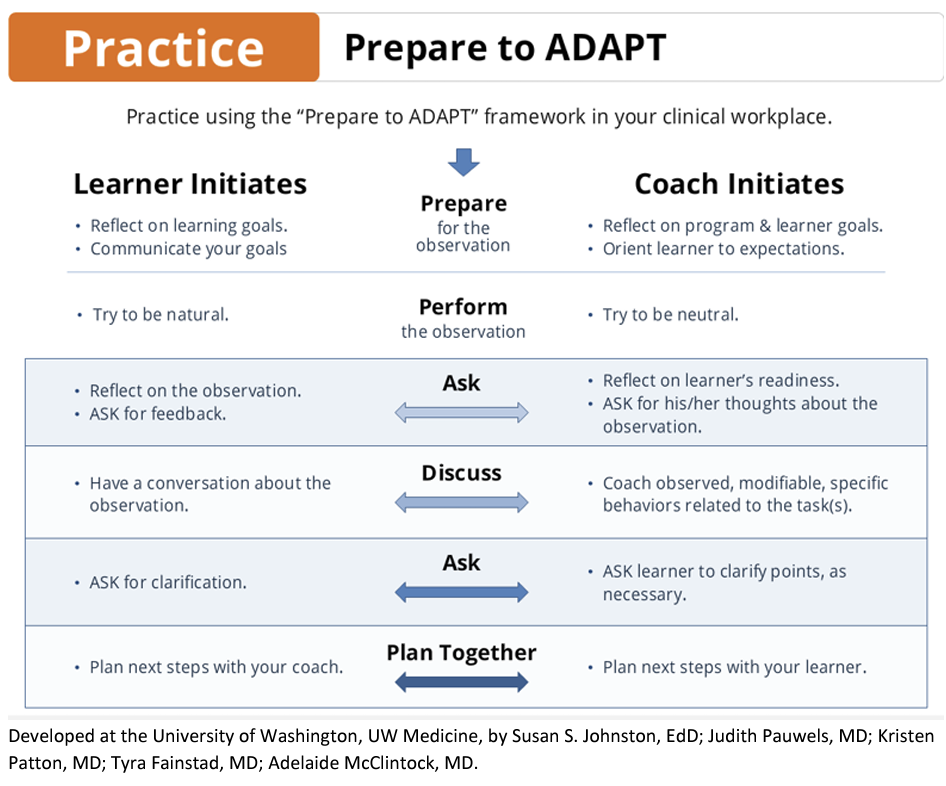 Practice
Prepare to ADAPT
Practice using the “Prepare to ADAPT” framework in your clinical workplace.
Learner Initiates
• Reflect on learning goals.
• Communicate your goals
Prepare
for the
observation
Coach Initiates
• Reflect on program & learner goals.
• Orient learner to expectations.
• Try to be natural.
Perform
the observation
• Try to be neutral.
• Reflect on the observation.
• ASK for feedback.
Ask
• Reflect on learner’s readiness.
• ASK for his/her thoughts about the
observation.
• Have a conversation about the
observation.
Discuss
• Coach observed, modifiable, specific
behaviors related to the task(s).
• ASK for clarification.
Ask
• ASK learner to clarify points, as
necessary.
• Plan next steps with your coach.
Plan Together
• Plan next steps with your learner.
Developed at the University of Washington, UW Medicine, by Susan S. Johnston, EdD; Judith Pauwels, MD; Kristen
Patton, MD; Tyra Fainstad, MD; Adelaide McClintock, MD.